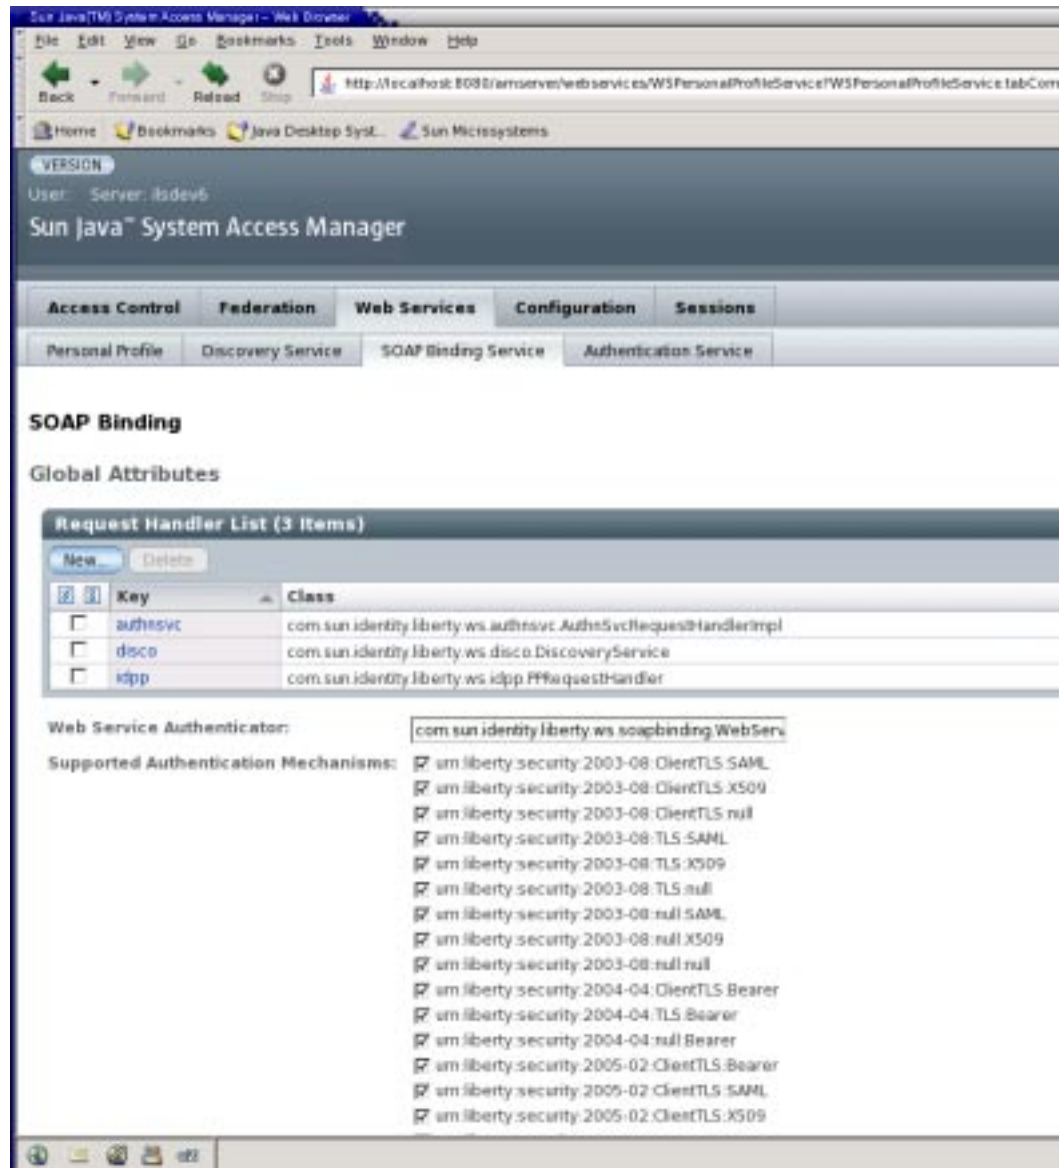 Sun Java(TM) System Access Manager - Web Browser
File Edit View Go Bookmarks Tools Window Help
Back Forward Reload Stop
http://localhost:8080/amserver/webservices/WSPersonalProfileService?WSPersonalProfileService.tabCom
Home Bookmarks Java Desktop Syst... Sun Microsystems
VERSION
User: Server: ilsdev6
Sun Java™ System Access Manager
Access Control Federation Web Services Configuration Sessions
Personal Profile Discovery Service SOAP Binding Service Authentication Service
SOAP Binding
Global Attributes
Request Handler List (3 Items)
New... Delete
Key Class
authnsvc com.sun.identity.liberty.ws.authnsvc.AuthnSvcRequestHandlerImpl
disco com.sun.identity.liberty.ws.disco.DiscoveryService
idpp com.sun.identity.liberty.ws.idpp.PPRequestHandler
Web Service Authenticator: com.sun.identity.liberty.ws.soapbinding.WebServ
Supported Authentication Mechanisms: urn:liberty:security:2003-08:ClientTLS:SAML
urn:liberty:security:2003-08:ClientTLS:X509
urn:liberty:security:2003-08:ClientTLS:null
urn:liberty:security:2003-08:TLS:SAML
urn:liberty:security:2003-08:TLS:X509
urn:liberty:security:2003-08:TLS:null
urn:liberty:security:2003-08:null:SAML
urn:liberty:security:2003-08:null:X509
urn:liberty:security:2003-08:null:null
urn:liberty:security:2004-04:ClientTLS:Bearer
urn:liberty:security:2004-04:TLS:Bearer
urn:liberty:security:2004-04:null:Bearer
urn:liberty:security:2005-02:ClientTLS:Bearer
urn:liberty:security:2005-02:ClientTLS:SAML
urn:liberty:security:2005-02:ClientTLS:X509